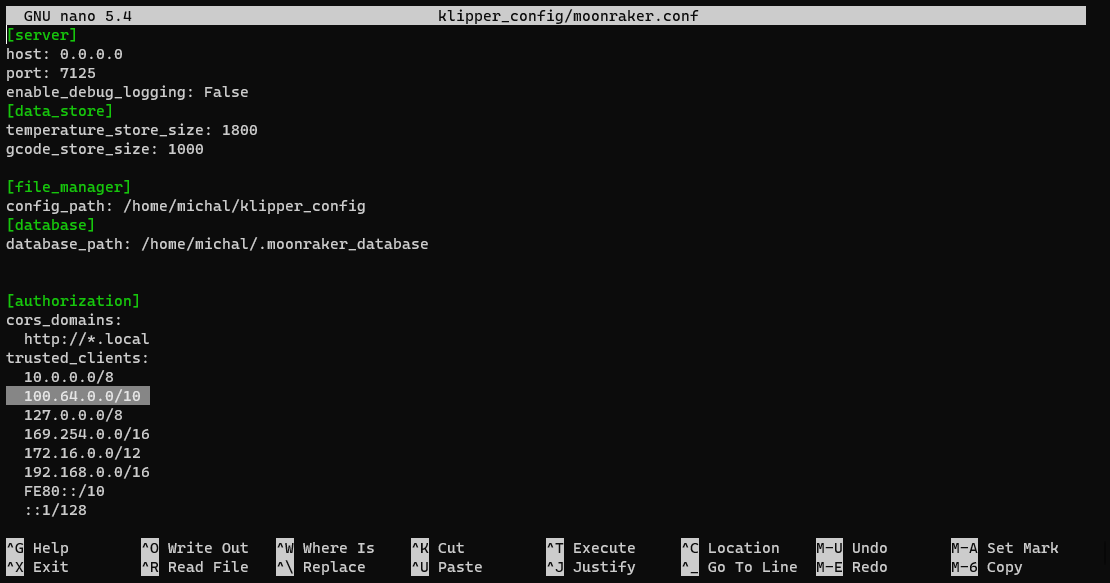 GNU nano 5.4 klipper_config/moonraker.conf
[server]
host: 0.0.0.0
port: 7125
enable_debug_logging: False
[data_store]
temperature_store_size: 1800
gcode_store_size: 1000
[file_manager]
config_path: /home/michal/klipper_config
[database]
database_path: /home/michal/.moonraker_database
[authorization]
cors_domains:
http://*.local
trusted_clients:
10.0.0.0/8
100.64.0.0/10
127.0.0.0/8
169.254.0.0/16
172.16.0.0/12
192.168.0.0/16
FE80::/10
::1/128
^G Help ^O Write Out ^W Where Is ^K Cut ^T Execute ^C Location M-U Undo M-A Set Mark
^X Exit ^R Read File ^\ Replace ^U Paste ^J Justify ^_ Go To Line M-E Redo M-6 Copy